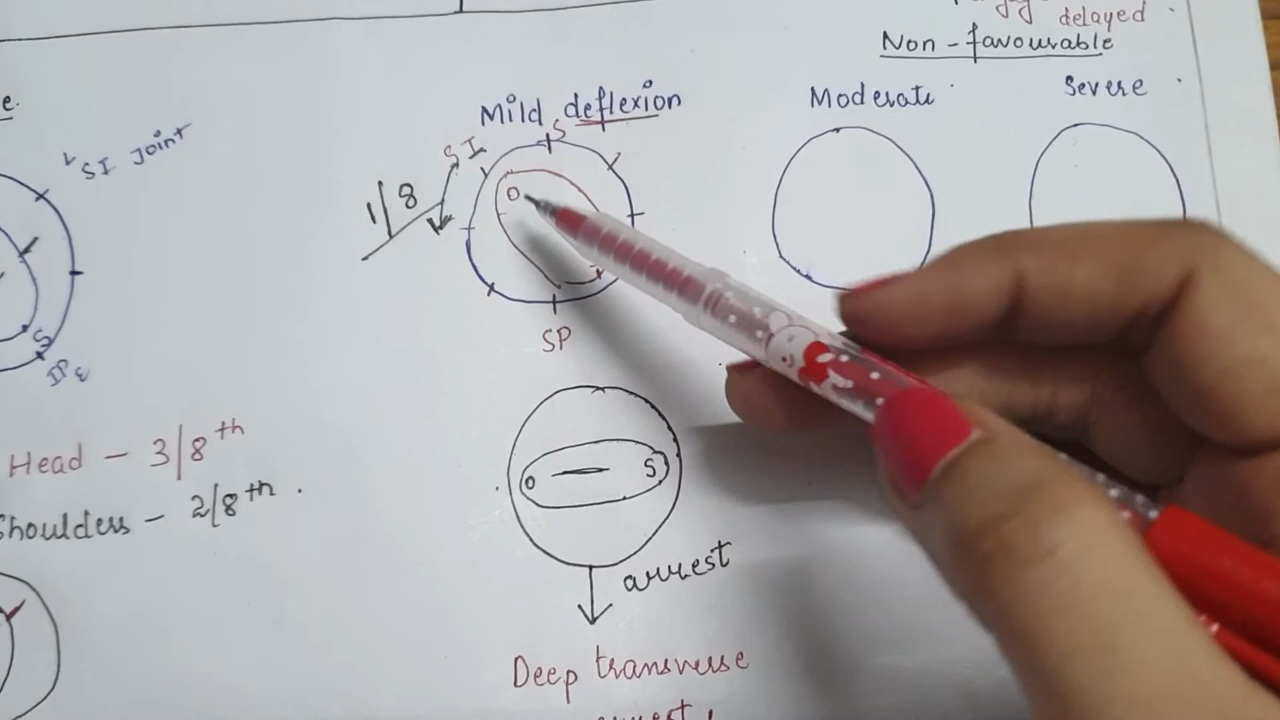 delayed
Non-favourable
e.
SI joint
Mild deflexion
Moderate
Severe
S
SI
1/8
O
SP
S
Head - 3/8th
Shoulders - 2/8th.
O S
arrest
Deep transverse
arrest.